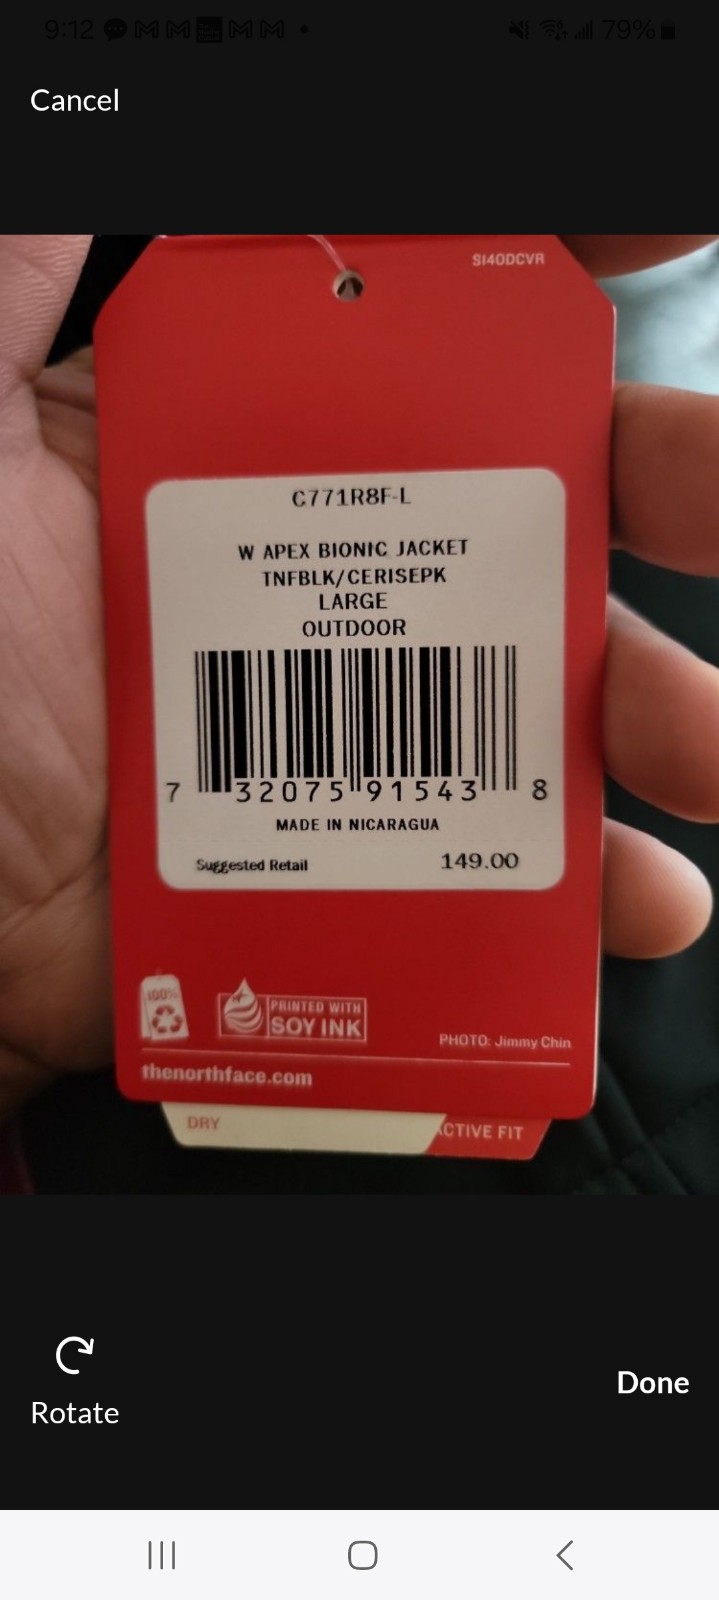 9:12
79%
Cancel
SI40DCVR
C771R8F-L
W APEX BIONIC JACKET
TNFBLK/CERISEPK
LARGE
OUTDOOR
7 32075 91543 8
MADE IN NICARAGUA
Suggested Retail 149.00
100%
PRINTED WITH
SOY INK
PHOTO: Jimmy Chin
thenorthface.com
DRY
ACTIVE FIT
Rotate
Done